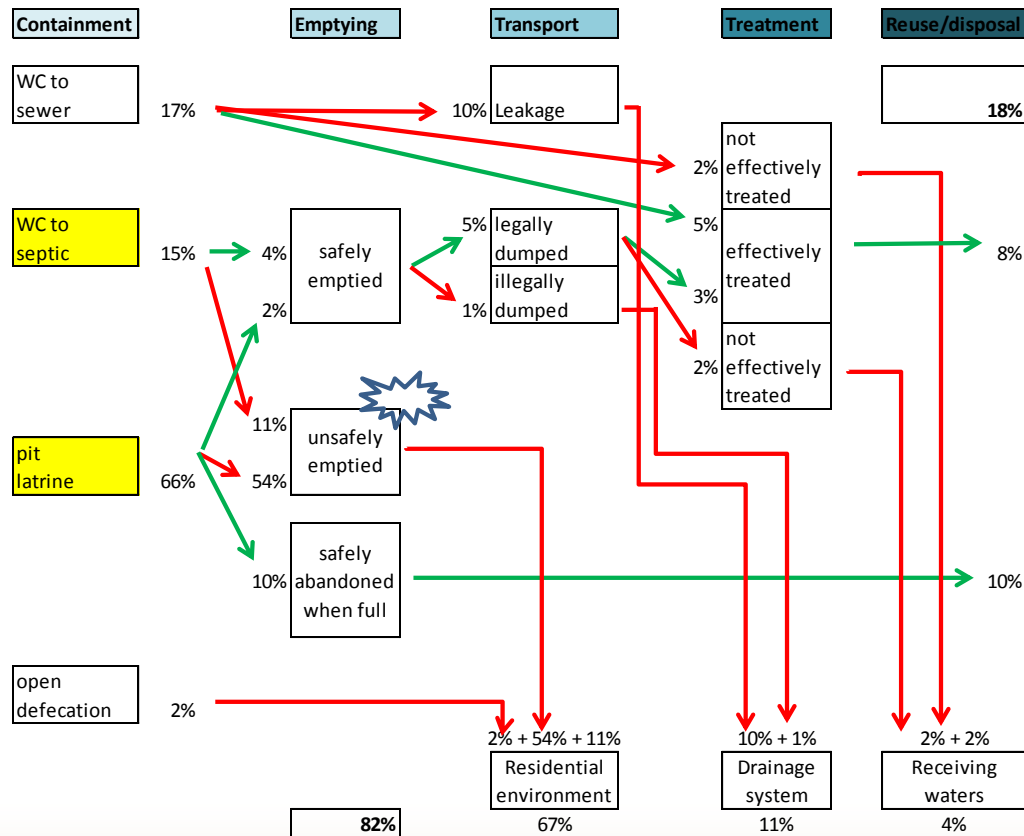 Containment Emptying Transport Treatment Reuse/disposal
WC to
sewer
17%
10%
Leakage
18%
2%
not
effectively
treated
WC to
septic
15%
4%
2%
safely
emptied
5%
legally
dumped
1%
illegally
dumped
5%
3%
effectively
treated
8%
2%
not
effectively
treated
pit
latrine
66%
11%
54%
unsafely
emptied
10%
safely
abandoned
when full
10%
open
defecation
2%
2% + 54% + 11%
Residential
environment
10% + 1%
Drainage
system
2% + 2%
Receiving
waters
82% 67% 11% 4%